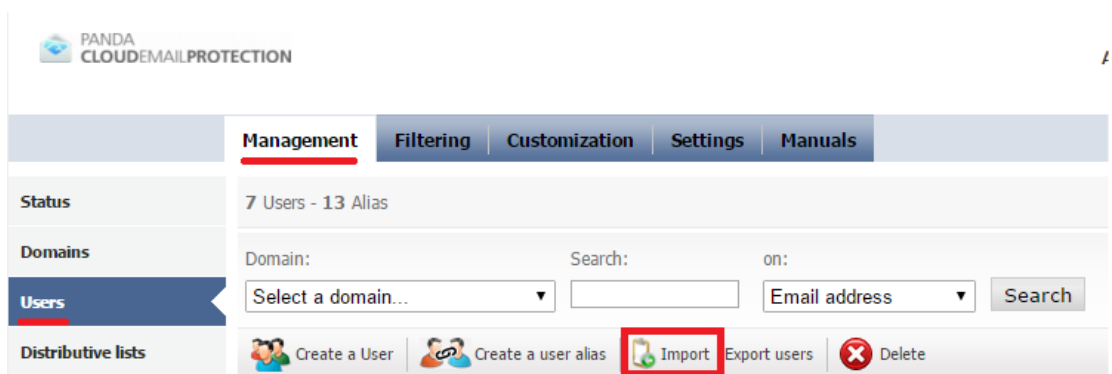 PANDA
CLOUDEMAILPROTECTION
Management Filtering Customization Settings Manuals
Status
7 Users - 13 Alias
Domains
Domain: Search: on:
Users
Select a domain... Email address Search
Distributive lists
Create a User Create a user alias Import Export users Delete